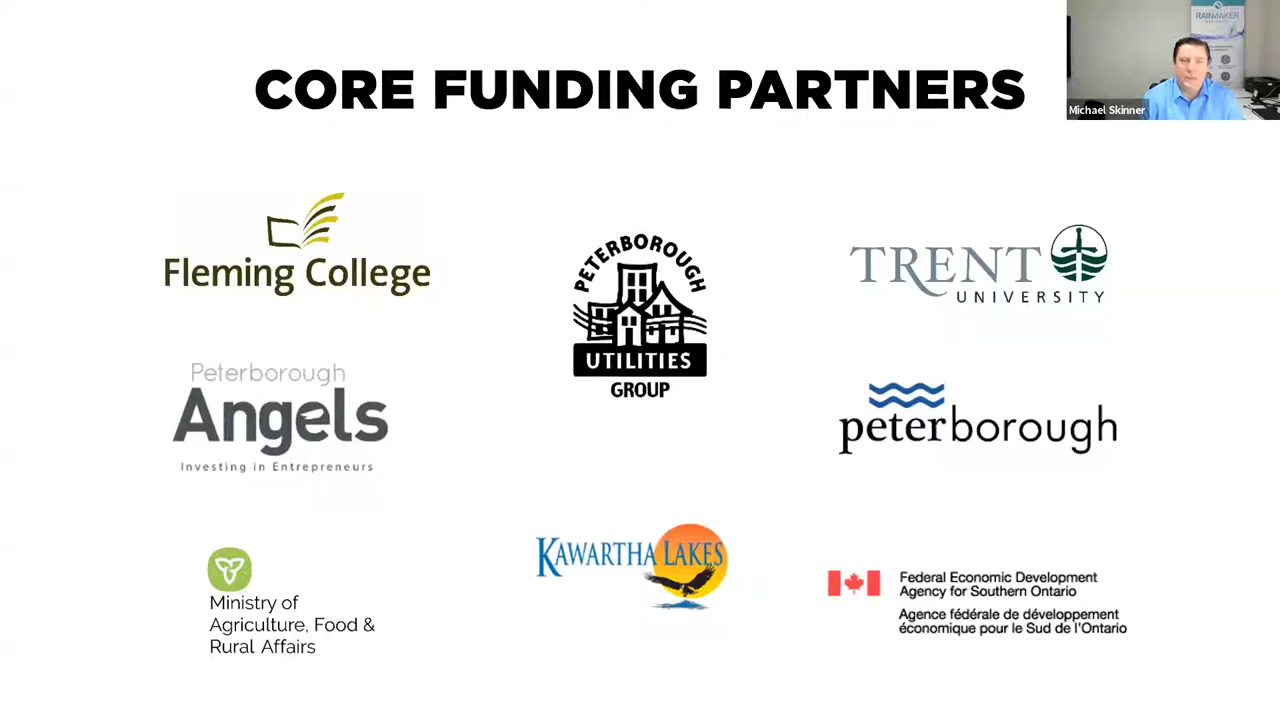 CORE FUNDING PARTNERS
RAINMAKER
Michael Skinner
Fleming College
PETERBOROUGH
UTILITIES
GROUP
TRENT
UNIVERSITY
Peterborough
Angels
Investing in Entrepreneurs
peterborough
Ministry of
Agriculture, Food &
Rural Affairs
KAWARTHA LAKES
Federal Economic Development
Agency for Southern Ontario
Agence fédérale de développement
économique pour le Sud de l'Ontario